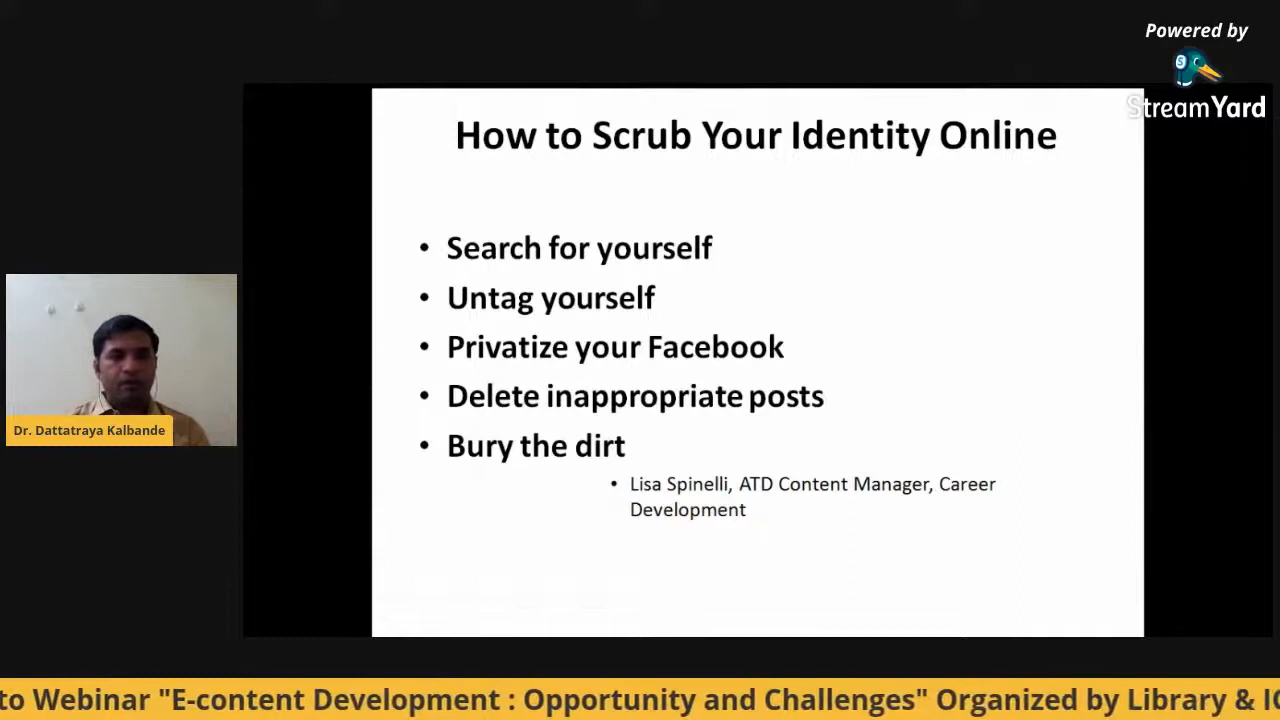 Powered by
StreamYard
How to Scrub Your Identity Online
• Search for yourself
• Untag yourself
• Privatize your Facebook
• Delete inappropriate posts
• Bury the dirt
• Lisa Spinelli, ATD Content Manager, Career
Development
Dr. Dattatraya Kalbande
to Webinar "E-content Development : Opportunity and Challenges" Organized by Library &